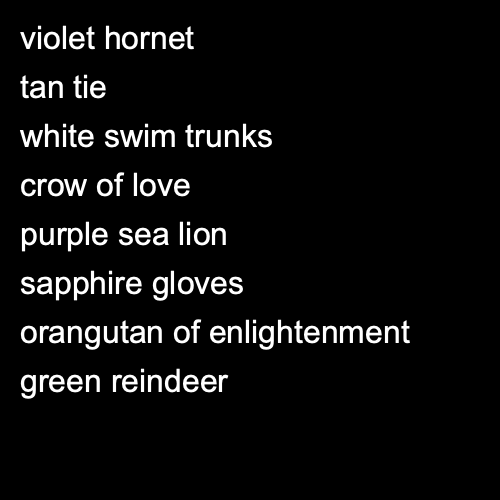 violet hornet
tan tie
white swim trunks
crow of love
purple sea lion
sapphire gloves
orangutan of enlightenment
green reindeer